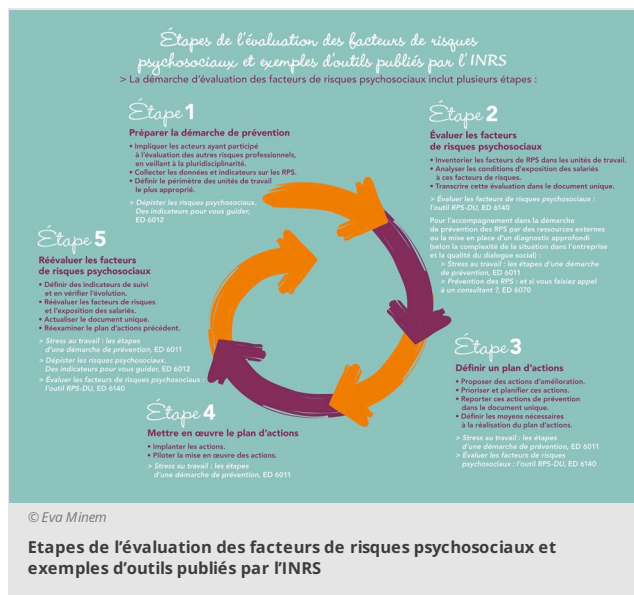 Étapes de l'évaluation des facteurs de risques
psychosociaux et exemples d'outils publiés par l'INRS
> La démarche d'évaluation des facteurs de risques psychosociaux inclut plusieurs étapes :
Étape 1
Préparer la démarche de prévention
• Impliquer les acteurs ayant participé
à l'évaluation des autres risques professionnels,
en veillant à la pluridisciplinarité.
• Collecter les données et indicateurs sur les RPS.
• Définir le périmètre des unités de travail
le plus approprié.
> Dépister les risques psychosociaux.
Des indicateurs pour vous guider,
ED 6012
Étape 2
Évaluer les facteurs
de risques psychosociaux
• Inventorier les facteurs de RPS dans les unités de travail.
• Analyser les conditions d'exposition des salariés
à ces facteurs de risques.
• Transcrire cette évaluation dans le document unique.
> Évaluer les facteurs de risques psychosociaux :
l'outil RPS-DU, ED 6140
Pour l'accompagnement dans la démarche
de prévention des RPS par des ressources externes
ou la mise en place d'un diagnostic approfondi
(selon la complexité de la situation dans l'entreprise
et la qualité du dialogue social) :
> Stress au travail : les étapes d'une démarche
de prévention, ED 6011
> Prévention des RPS : et si vous faisiez appel
à un consultant ?, ED 6070
Étape 3
Définir un plan d'actions
• Proposer des actions d'amélioration.
• Prioriser et planifier ces actions.
• Reporter ces actions de prévention
dans le document unique.
• Définir les moyens nécessaires
à la réalisation du plan d'actions.
> Stress au travail : les étapes
d'une démarche de prévention, ED 6011
> Évaluer les facteurs de risques
psychosociaux : l'outil RPS-DU, ED 6140
Étape 4
Mettre en œuvre le plan d'actions
• Implanter les actions.
• Piloter la mise en œuvre des actions.
> Stress au travail : les étapes
d'une démarche de prévention, ED 6011
Étape 5
Réévaluer les facteurs
de risques psychosociaux
• Définir des indicateurs de suivi
et en vérifier l'évolution.
• Réévaluer les facteurs de risques
et l'exposition des salariés.
• Actualiser le document unique.
• Réexaminer le plan d'actions précédent.
> Stress au travail : les étapes
d'une démarche de prévention, ED 6011
> Dépister les risques psychosociaux.
Des indicateurs pour vous guider, ED 6012
> Évaluer les facteurs de risques psychosociaux :
l'outil RPS-DU, ED 6140
© Eva Minem
Etapes de l'évaluation des facteurs de risques psychosociaux et
exemples d'outils publiés par l'INRS